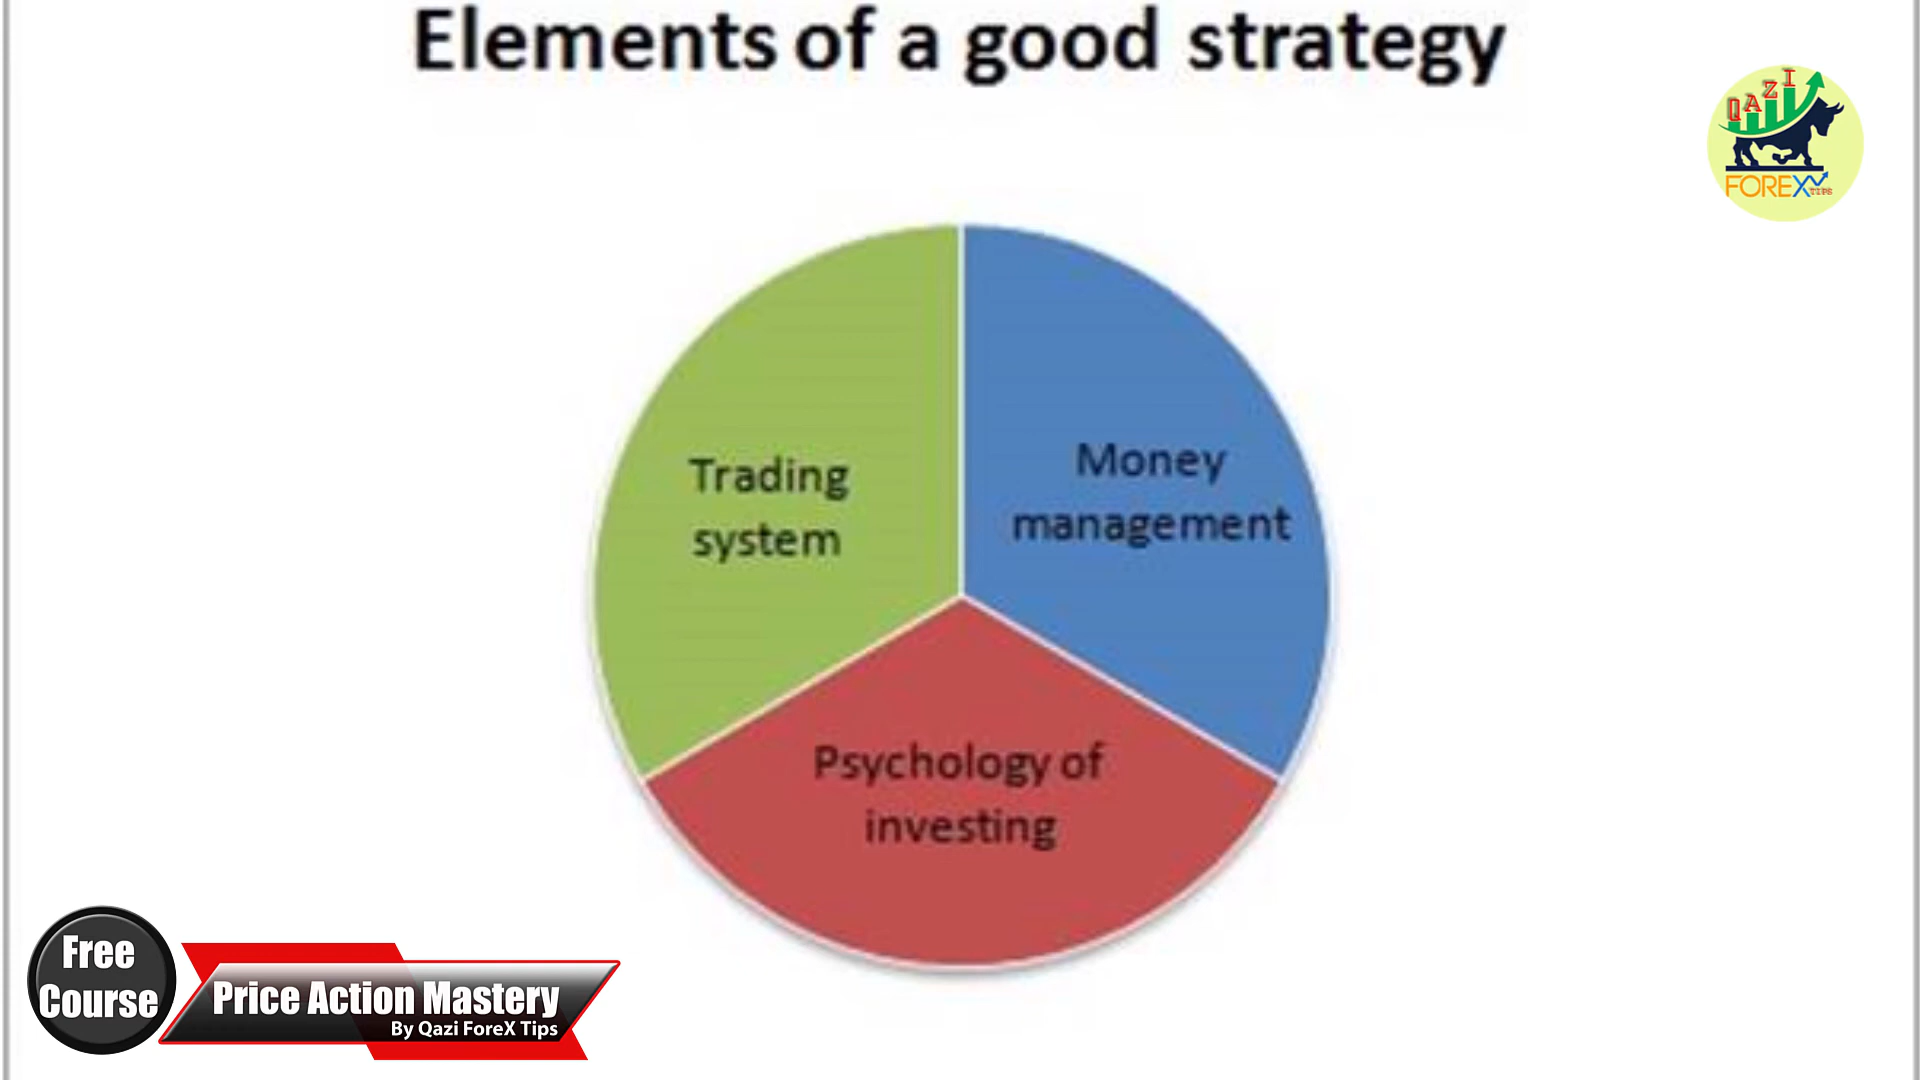 Elements of a good strategy
QAZI
FOREX
TIPS
Trading
system
Money
management
Psychology of
investing
Free
Course
Price Action Mastery
By Qazi ForeX Tips